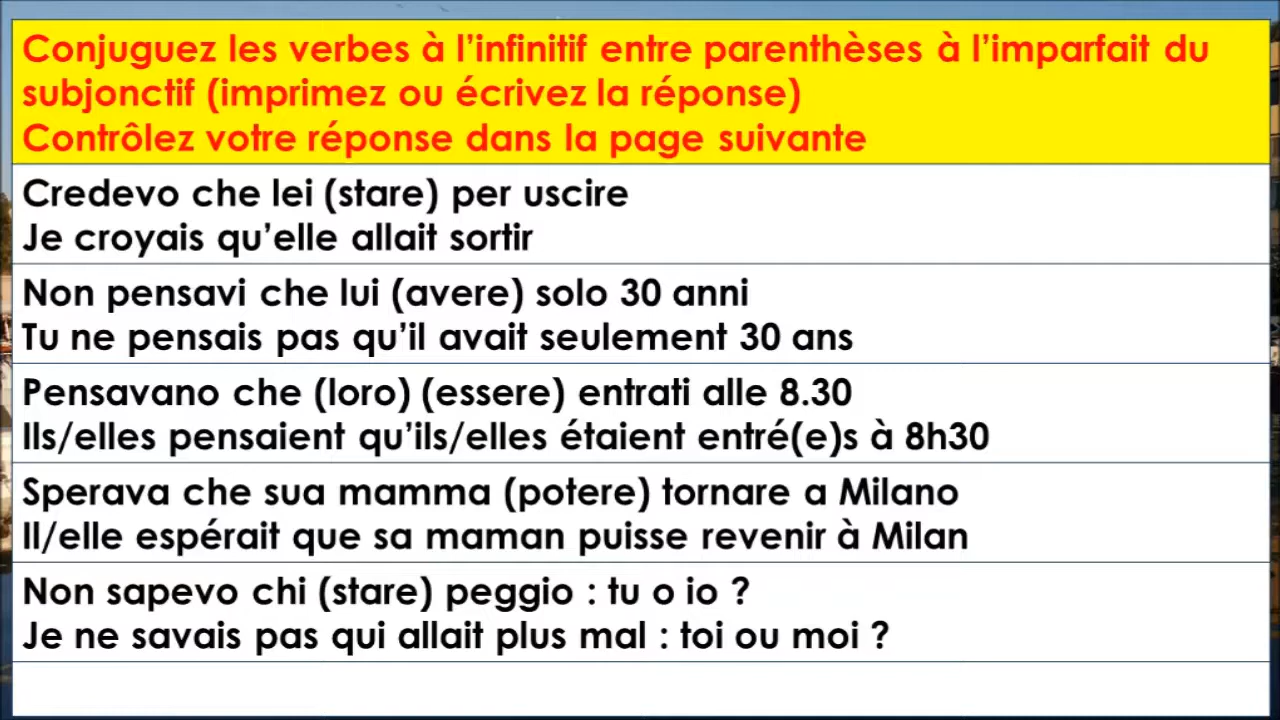 Conjuguez les verbes à l’infinitif entre parenthèses à l’imparfait du
subjonctif (imprimez ou écrivez la réponse)
Contrôlez votre réponse dans la page suivante
Credevo che lei (stare) per uscire
Je croyais qu’elle allait sortir
Non pensavi che lui (avere) solo 30 anni
Tu ne pensais pas qu’il avait seulement 30 ans
Pensavano che (loro) (essere) entrati alle 8.30
Ils/elles pensaient qu’ils/elles étaient entré(e)s à 8h30
Sperava che sua mamma (potere) tornare a Milano
Il/elle espérait que sa maman puisse revenir à Milan
Non sapevo chi (stare) peggio : tu o io ?
Je ne savais pas qui allait plus mal : toi ou moi ?